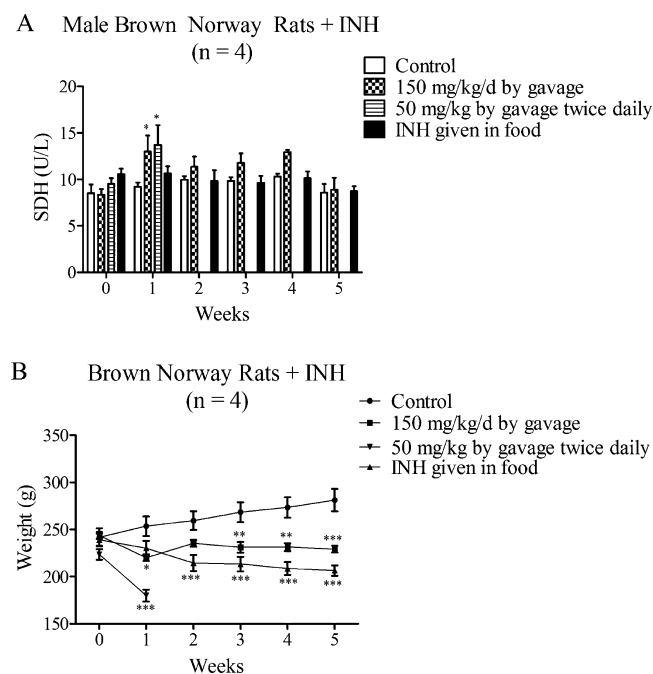 A
Male Brown Norway Rats + INH
(n = 4)
Control
150 mg/kg/d by gavage
50 mg/kg by gavage twice daily
INH given in food
20
15
10
5
0
SDH (U/L)
*
*
0 1 2 3 4 5
Weeks
B
Brown Norway Rats + INH
(n = 4)
Control
150 mg/kg/d by gavage
50 mg/kg by gavage twice daily
INH given in food
350
300
250
200
150
Weight (g)
** ** ***
*
*** *** *** ***
***
0 1 2 3 4 5
Weeks